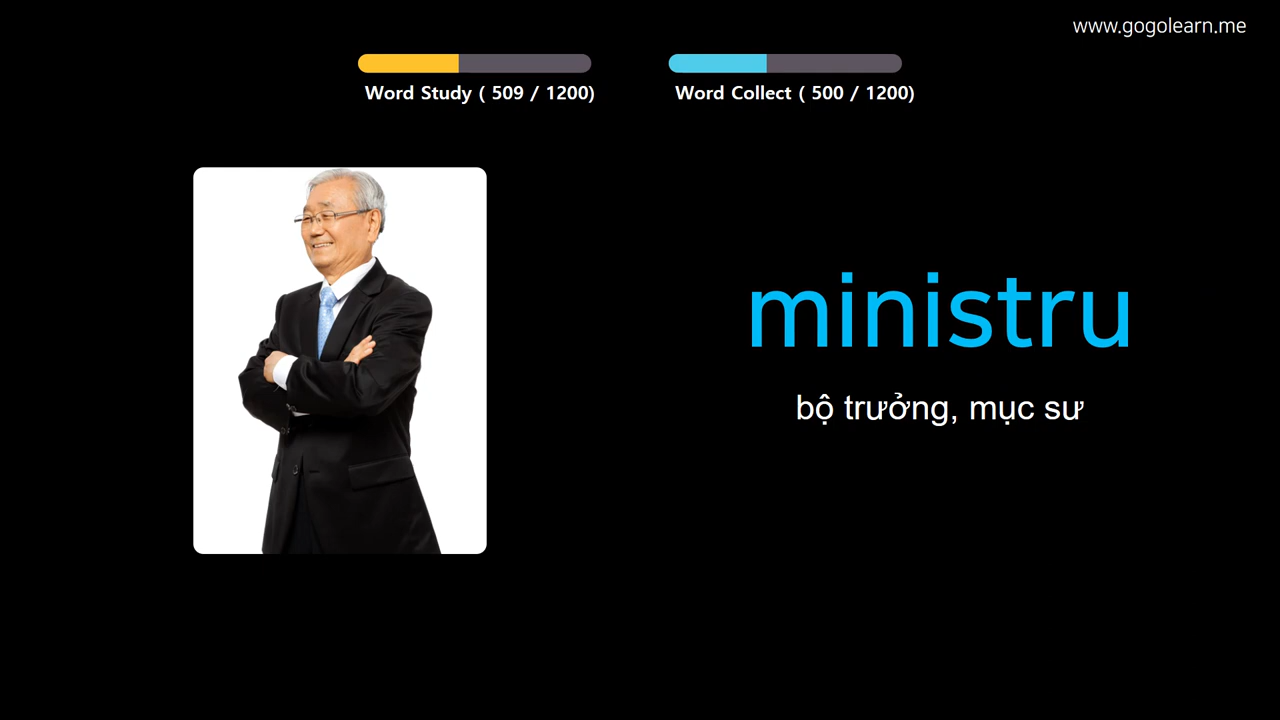 www.gogolearn.me
Word Study ( 509 / 1200)
Word Collect ( 500 / 1200)
ministru
bộ trưởng, mục sư